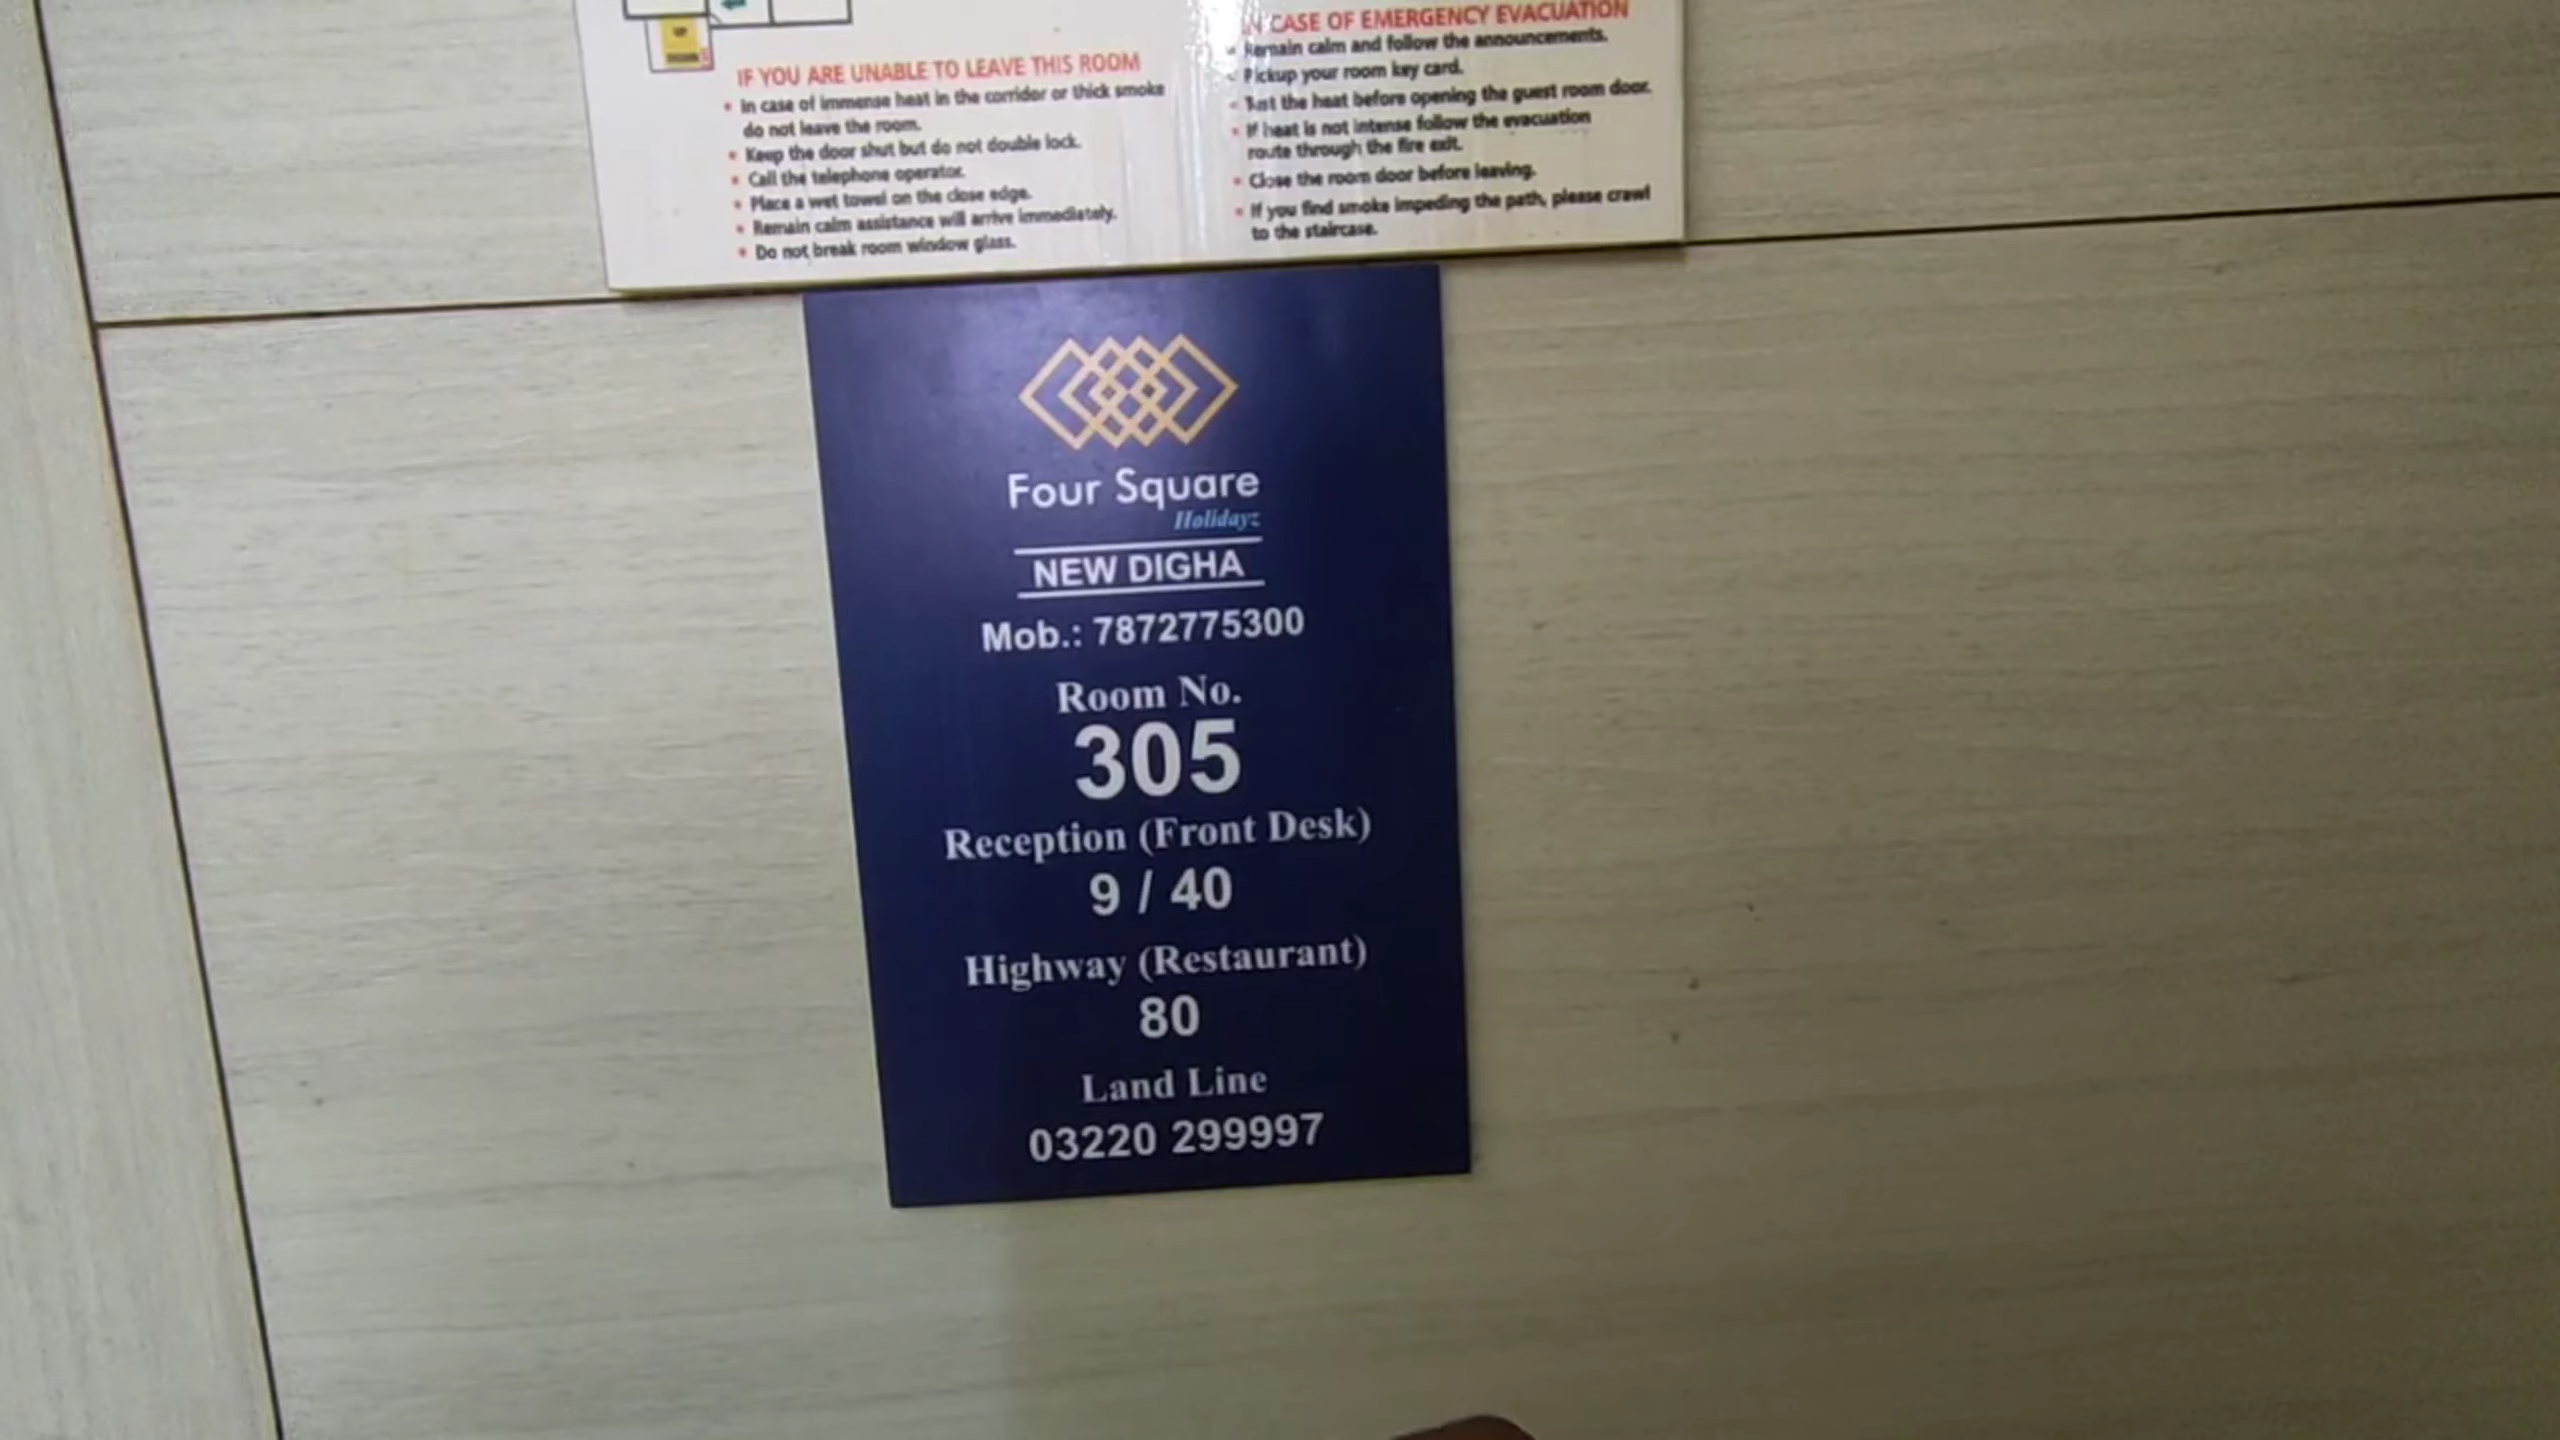 IF YOU ARE UNABLE TO LEAVE THIS ROOM
• In case of immense heat in the corridor or thick smoke
do not leave the room.
• Keep the door shut but do not double lock.
• Call the telephone operator.
• Place a wet towel on the close edge.
• Remain calm assistance will arrive immediately.
• Do not break room window glass.
IN CASE OF EMERGENCY EVACUATION
• Remain calm and follow the announcements.
• Pickup your room key card.
• Test the heat before opening the guest room door.
• If heat is not intense follow the evacuation
route through the fire exit.
• Close the room door before leaving.
• If you find smoke impeding the path, please crawl
to the staircase.
Four Square
Holidayz
NEW DIGHA
Mob.: 7872775300
Room No.
305
Reception (Front Desk)
9 / 40
Highway (Restaurant)
80
Land Line
03220 299997